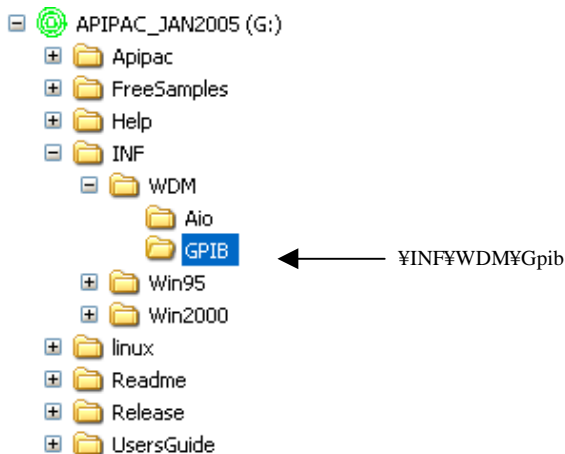 APIPAC_JAN2005 (G:)
Apipac
FreeSamples
Help
INF
WDM
Aio
GPIB
¥INF¥WDM¥Gpib
Win95
Win2000
linux
Readme
Release
UsersGuide